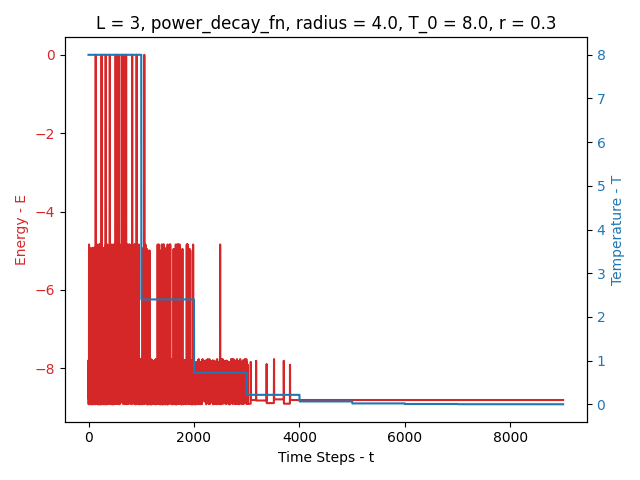 L = 3, power_decay_fn, radius = 4.0, T_0 = 8.0, r = 0.3
Energy - E
0
−2
−4
−6
−8
8
7
6
5
4
3
2
1
0
Temperature - T
0 2000 4000 6000 8000
Time Steps - t